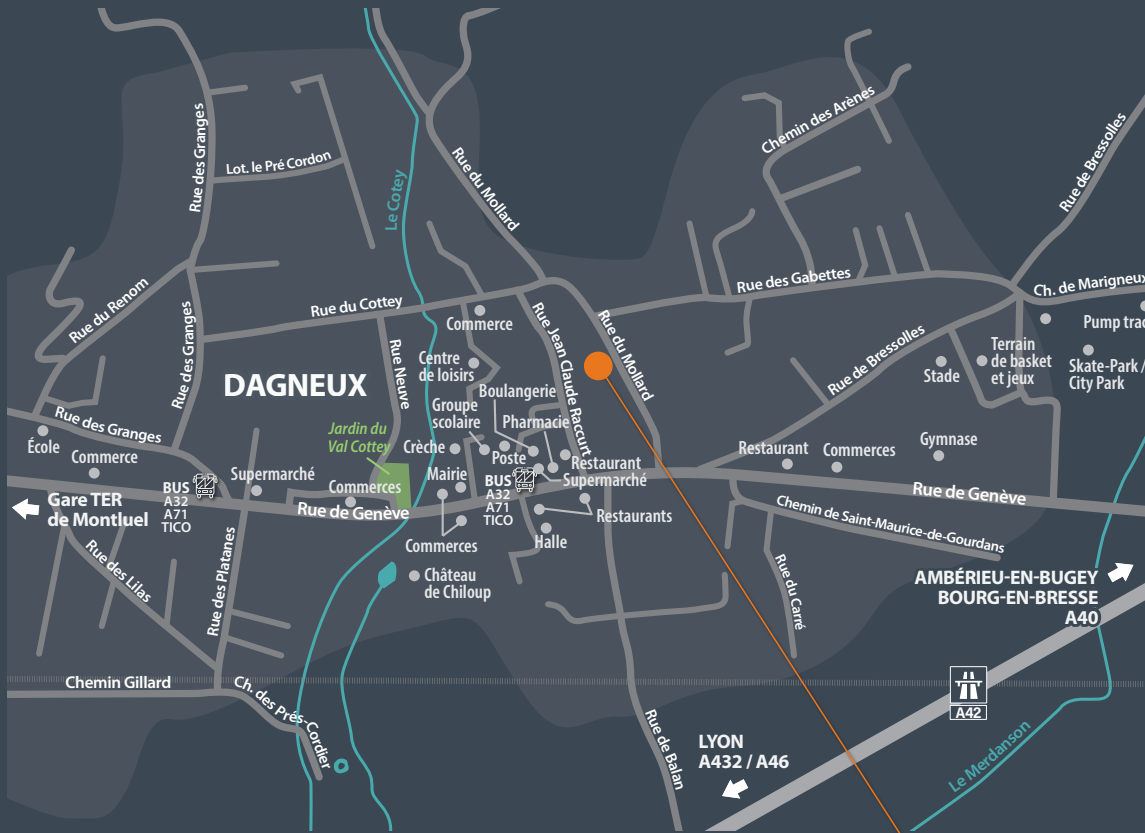 Rue des Granges
Lot. le Pré Cordon
Le Cotey
Rue du Mollard
Chemin des Arènes
Rue de Bressolles
Rue du Renom
Rue des Granges
Rue du Cottey
Commerce
Rue Jean Claude Raccurt
Rue du Mollard
Rue des Gabettes
Ch. de Marigneux
Pump trac
Skate-Park /
City Park
Terrain
de basket
et jeux
Stade
Rue de Bressolles
DAGNEUX
Rue Neuve
Centre
de loisirs
Boulangerie
Groupe
scolaire
Pharmacie
Jardin du
Val Cottey
Crèche
Poste
Restaurant
Supermarché
Rue des Granges
École
Commerce
Supermarché
Commerces
Mairie
BUS
A32
A71
TICO
BUS
A32
A71
TICO
Restaurant
Commerces
Gymnase
Gare TER
de Montluel
Rue de Genève
Rue de Genève
Restaurants
Chemin de Saint-Maurice-de-Gourdans
Commerces
Halle
Château
de Chiloup
Rue des Lilas
Rue des Platanes
Rue du Carré
AMBÉRIEU-EN-BUGEY
BOURG-EN-BRESSE
A40
Chemin Gillard
Ch. des Prés-Cordier
Rue de Balan
LYON
A432 / A46
A42
Le Merdanson